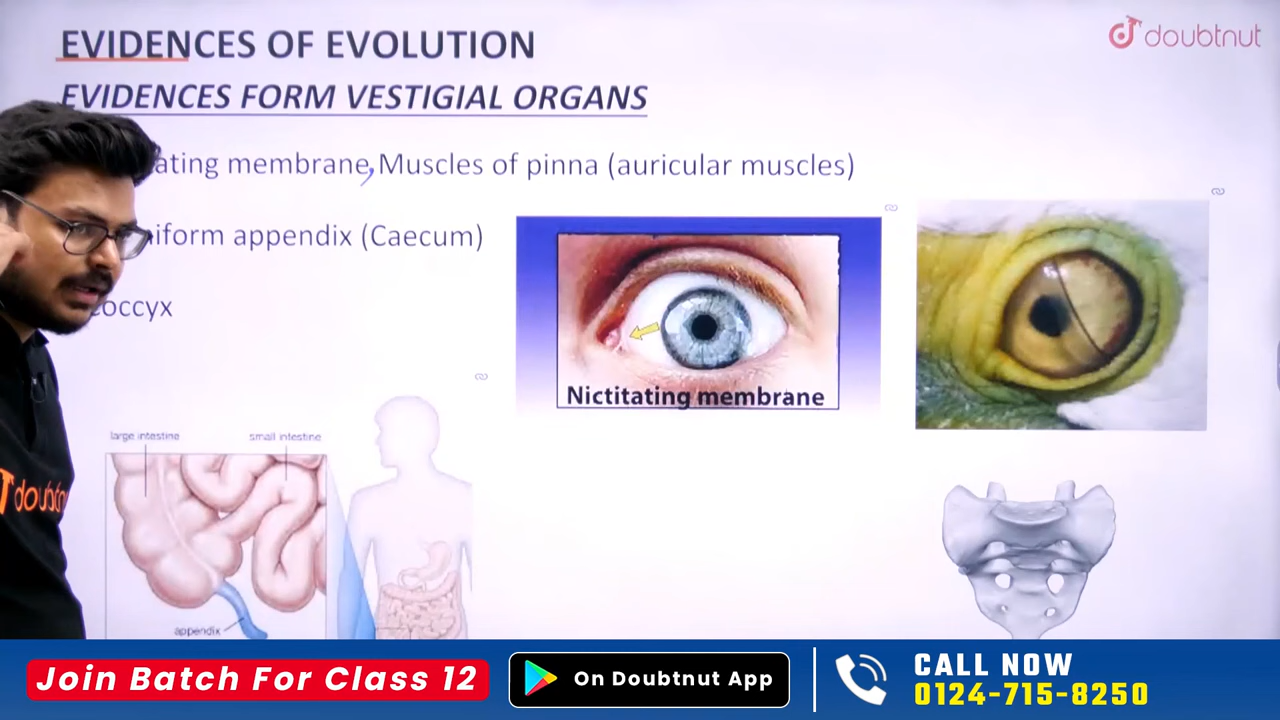 EVIDENCES OF EVOLUTION
doubtnut
EVIDENCES FORM VESTIGIAL ORGANS
ating membrane, Muscles of pinna (auricular muscles)
iform appendix (Caecum)
occyx
Nictitating membrane
large intestine
small intestine
appendix
doubtn
Join Batch For Class 12
On Doubtnut App
CALL NOW
0124-715-8250